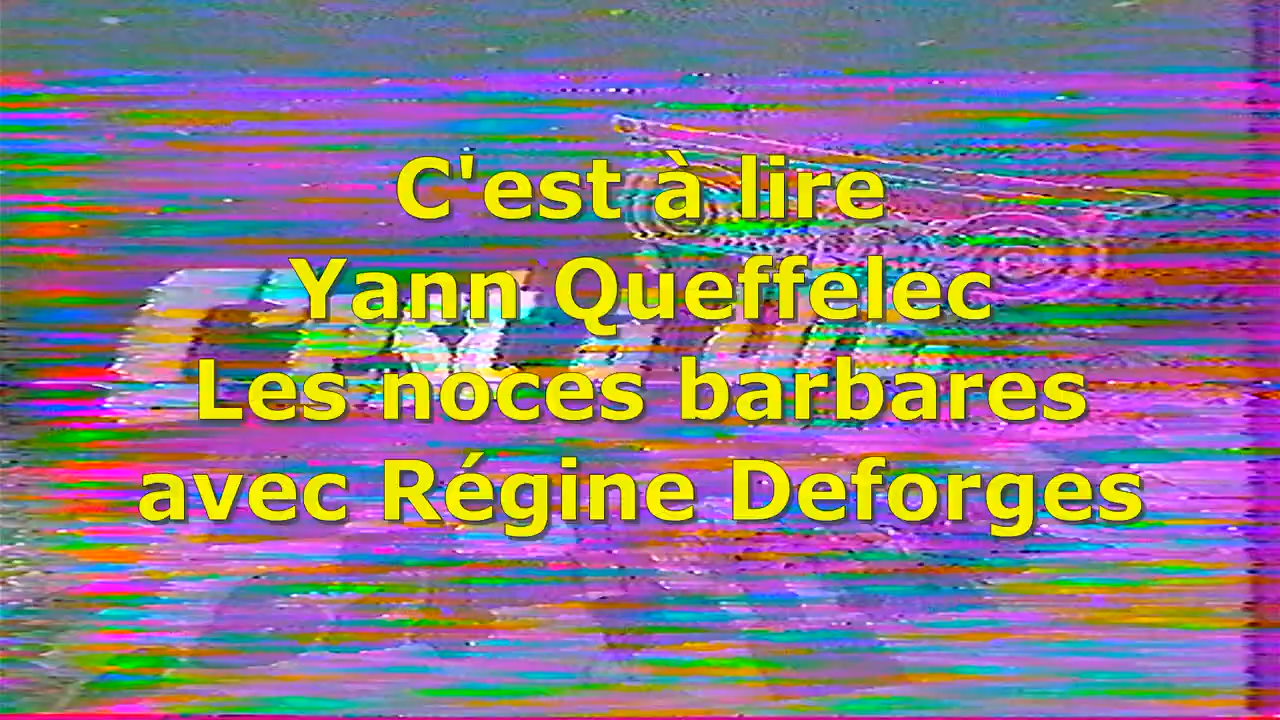 C'est à lire
Yann Queffelec
Les noces barbares
avec Régine Deforges